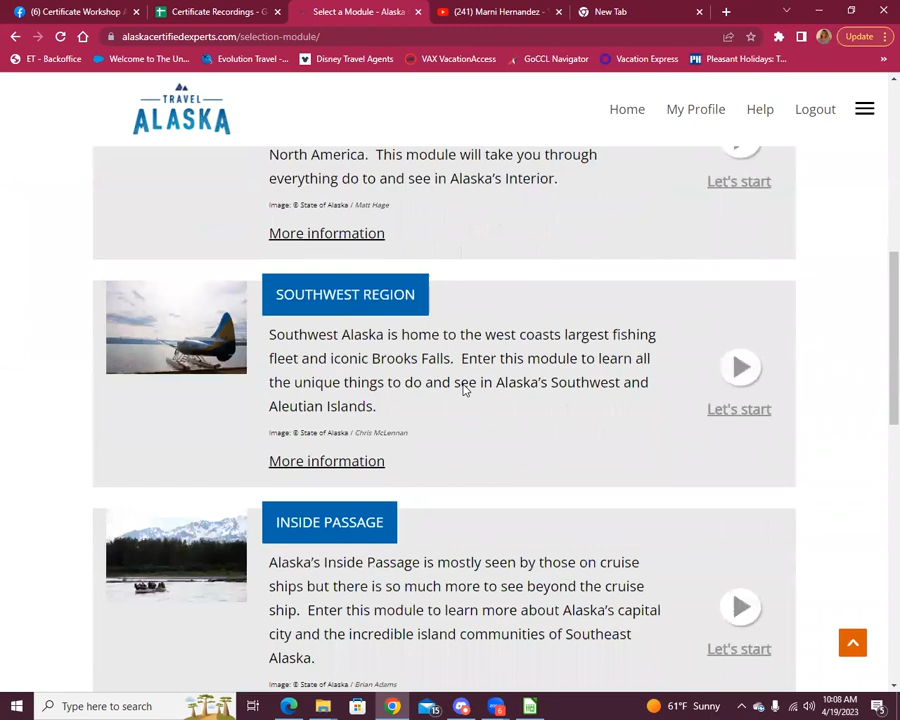 (6) Certificate Workshop A
Certificate Recordings - G
Select a Module - Alaska
(241) Marni Hernandez -
New Tab
alaskacertifiedexperts.com/selection-module/
Update
ET - Backoffice
Welcome to The Un...
Evolution Travel -...
Disney Travel Agents
VAX VacationAccess
GoCCL Navigator
Vacation Express
Pleasant Holidays: T...
»
TRAVEL
ALASKA
Home
My Profile
Help
Logout
North America. This module will take you through
everything do to and see in Alaska's Interior.
Image: © State of Alaska / Matt Hage
More information
Let's start
SOUTHWEST REGION
Southwest Alaska is home to the west coasts largest fishing
fleet and iconic Brooks Falls. Enter this module to learn all
the unique things to do and see in Alaska's Southwest and
Aleutian Islands.
Image: © State of Alaska / Chris McLennan
More information
Let's start
INSIDE PASSAGE
Alaska's Inside Passage is mostly seen by those on cruise
ships but there is so much more to see beyond the cruise
ship. Enter this module to learn more about Alaska's capital
city and the incredible island communities of Southeast
Alaska.
Image: © State of Alaska / Brian Adams
Let's start
Type here to search
15
6
61°F Sunny
10:08 AM
4/19/2023
5